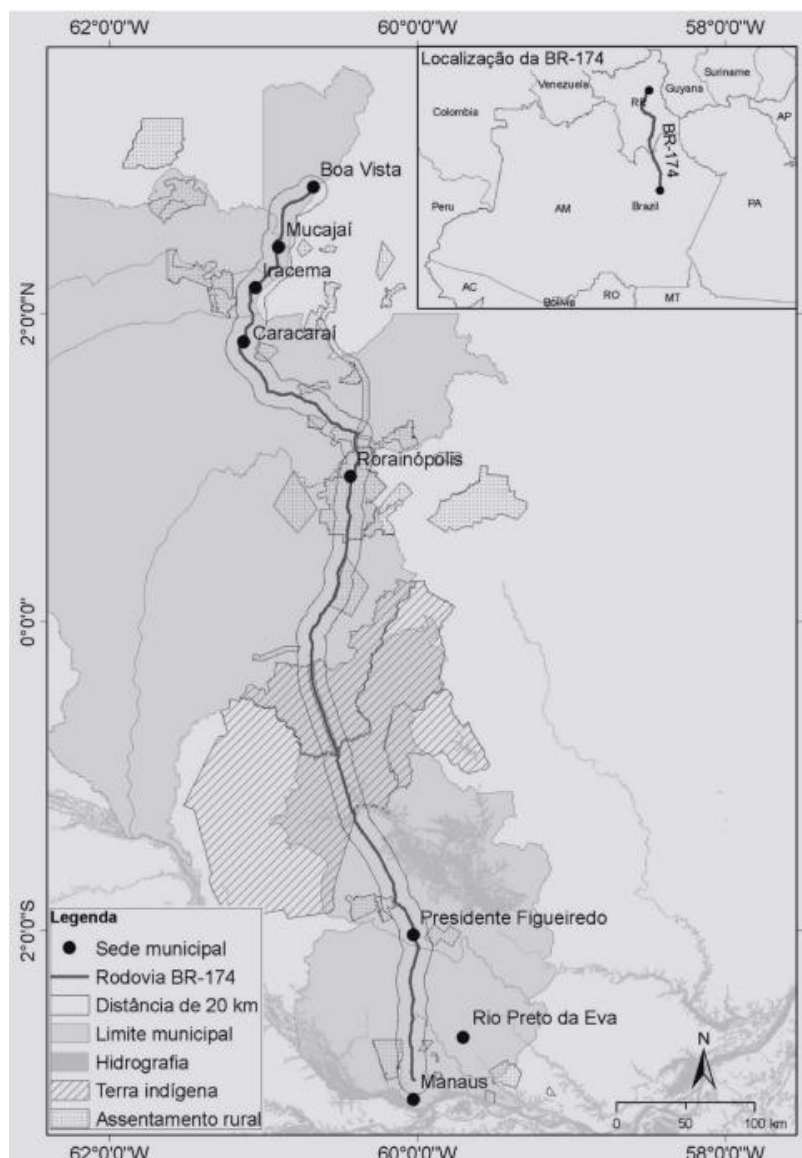 62°0'0"W 60°0'0"W 58°0'0"W
Localização da BR-174
Venezuela
Suriname
Guyana
Colombia
RR
AP
BR-174
Peru
AM
Brazil
PA
AC
Bolivia
RO
MT
Boa Vista
Mucajaí
Iracema
2°0'N
Caracaraí
Rorainópolis
0°0'0"
2°0'0"S
Presidente Figueiredo
Rio Preto da Eva
Manaus
Legenda
Sede municipal
Rodovia BR-174
Distância de 20 km
Limite municipal
Hidrografia
Terra indígena
Assentamento rural
N
0 50 100 km
62°0'0"W 60°0'0"W 58°0'0"W